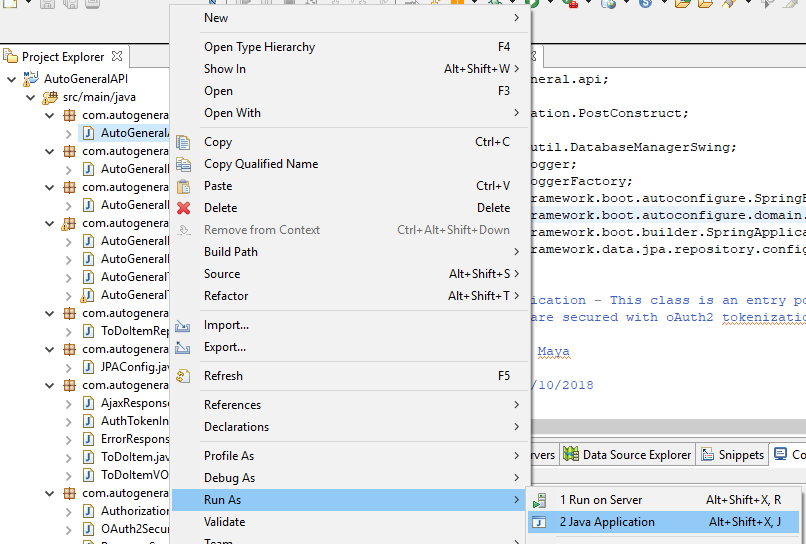 Project Explorer
AutoGeneralAPI
src/main/java
com.autogenera
AutoGeneralA
com.autogenera
AutoGeneral
com.autogenera
AutoGeneral
com.autogenera
AutoGeneral
AutoGeneral
AutoGeneralT
AutoGeneralT
com.autogenera
ToDoItemRep
com.autogenera
JPAConfig.jav
com.autogenera
AjaxRespons
AuthTokenIn
ErrorRespons
ToDoItem.jav
ToDoItemVO
com.autogenera
Authorization
OAuth2Secur
New
Open Type Hierarchy F4
Show In Alt+Shift+W
Open F3
Open With
Copy Ctrl+C
Copy Qualified Name
Paste Ctrl+V
Delete Delete
Remove from Context Ctrl+Alt+Shift+Down
Build Path
Source Alt+Shift+S
Refactor Alt+Shift+T
Import...
Export...
Refresh F5
References
Declarations
Profile As
Debug As
Run As
Validate
Team
1 Run on Server Alt+Shift+X, R
2 Java Application Alt+Shift+X, J
neral.api;
ation.PostConstruct;
util.DatabaseManagerSwing;
ogger;
oggerFactory;
ramework.boot.autoconfigure.Spring
ramework.boot.autoconfigure.domain.
ramework.boot.builder.SpringApplica
ramework.data.jpa.repository.config
ication - This class is an entry po
are secured with oAuth2 tokenizatio
Maya
/10/2018
rvers Data Source Explorer Snippets Co